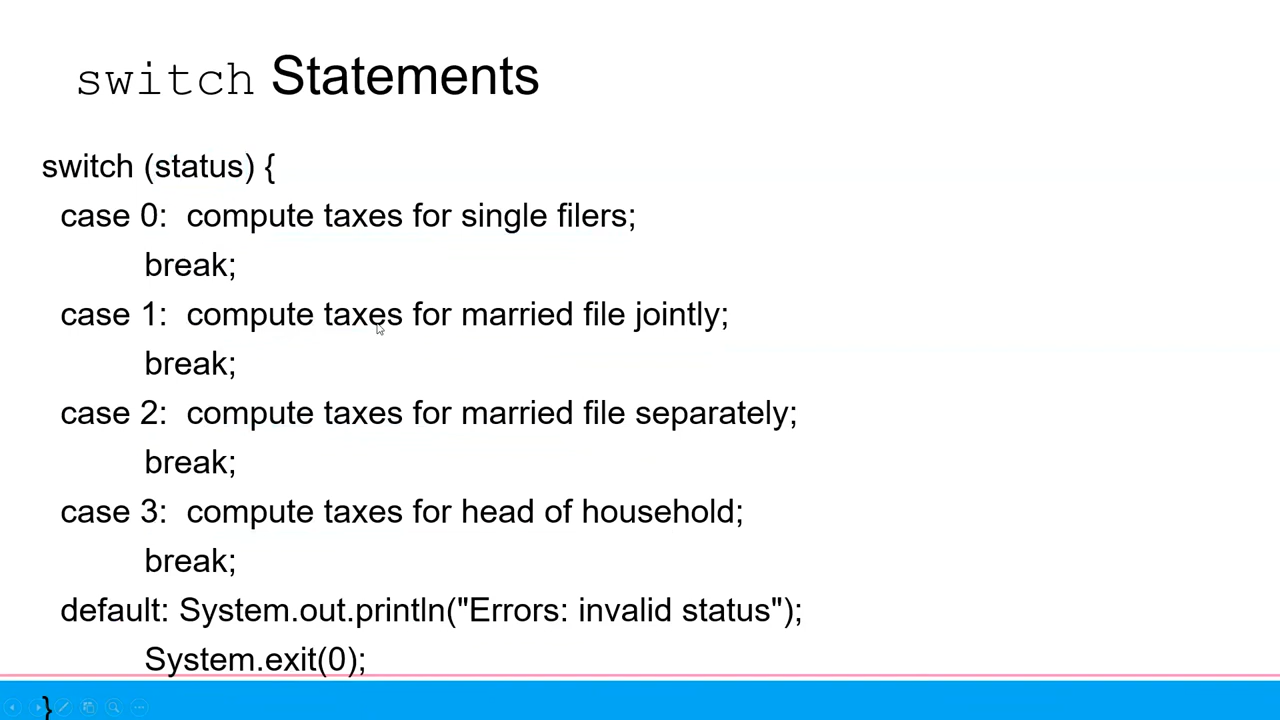 switch Statements
switch (status) {
case 0: compute taxes for single filers;
break;
case 1: compute taxes for married file jointly;
break;
case 2: compute taxes for married file separately;
break;
case 3: compute taxes for head of household;
break;
default: System.out.println("Errors: invalid status");
System.exit(0);
}